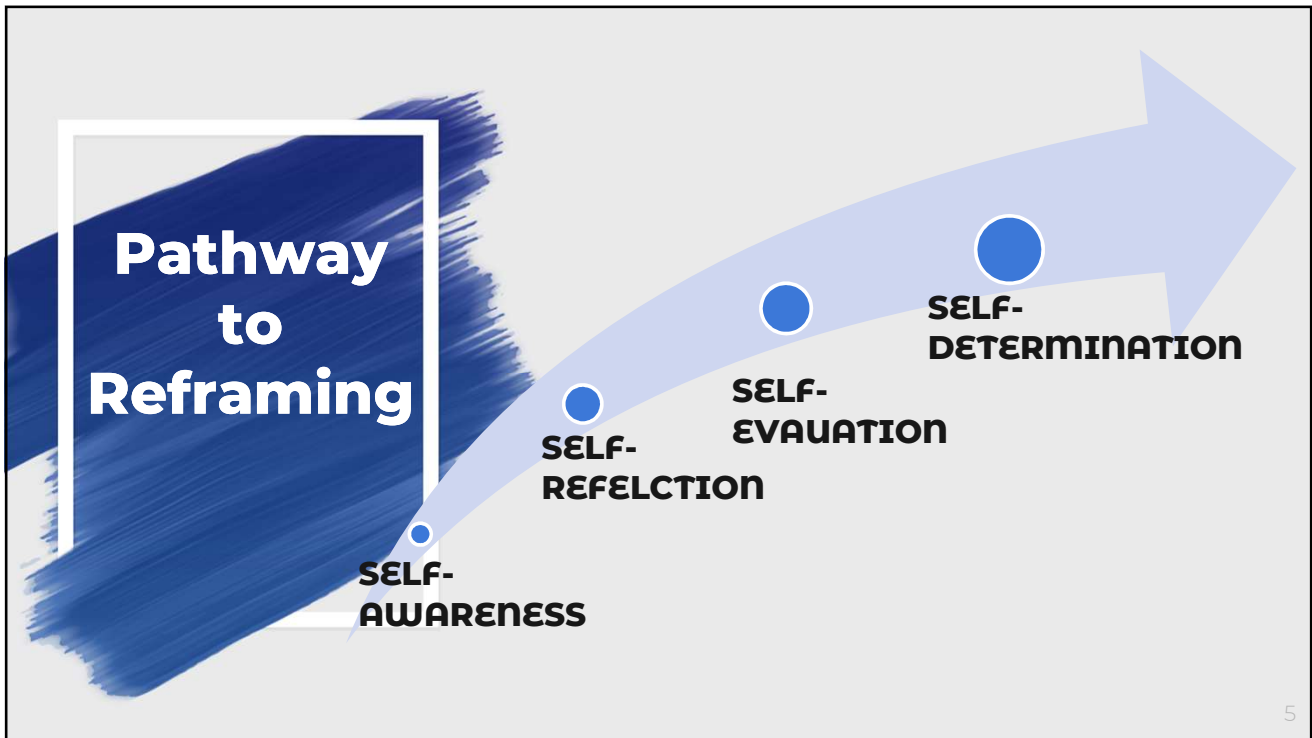 Pathway
to
Reframing
SELF-
AWARENESS
SELF-
REFELCTION
SELF-
EVAUATION
SELF-
DETERMINATION
5